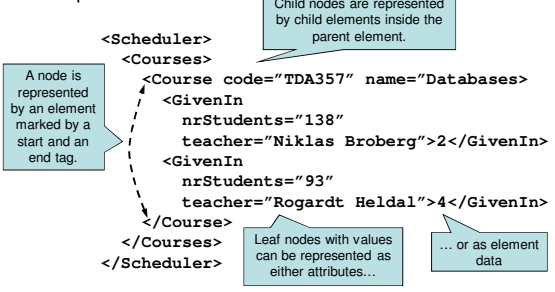 Child nodes are represented
by child elements inside the
parent element.
<Scheduler>
<Courses>
<Course code=”TDA357” name=”Databases>
<GivenIn
nrStudents=”138”
teacher=”Niklas Broberg”>2</GivenIn>
<GivenIn
nrStudents=”93”
teacher=”Rogardt Heldal”>4</GivenIn>
</Course>
</Courses>
</Scheduler>
A node is
represented
by an element
marked by a
start and an
end tag.
Leaf nodes with values
can be represented as
either attributes…
… or as element
data